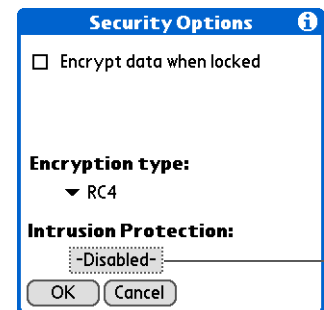 Security Options i
Encrypt data when locked
Encryption type:
RC4
Intrusion Protection:
-Disabled-
OK Cancel